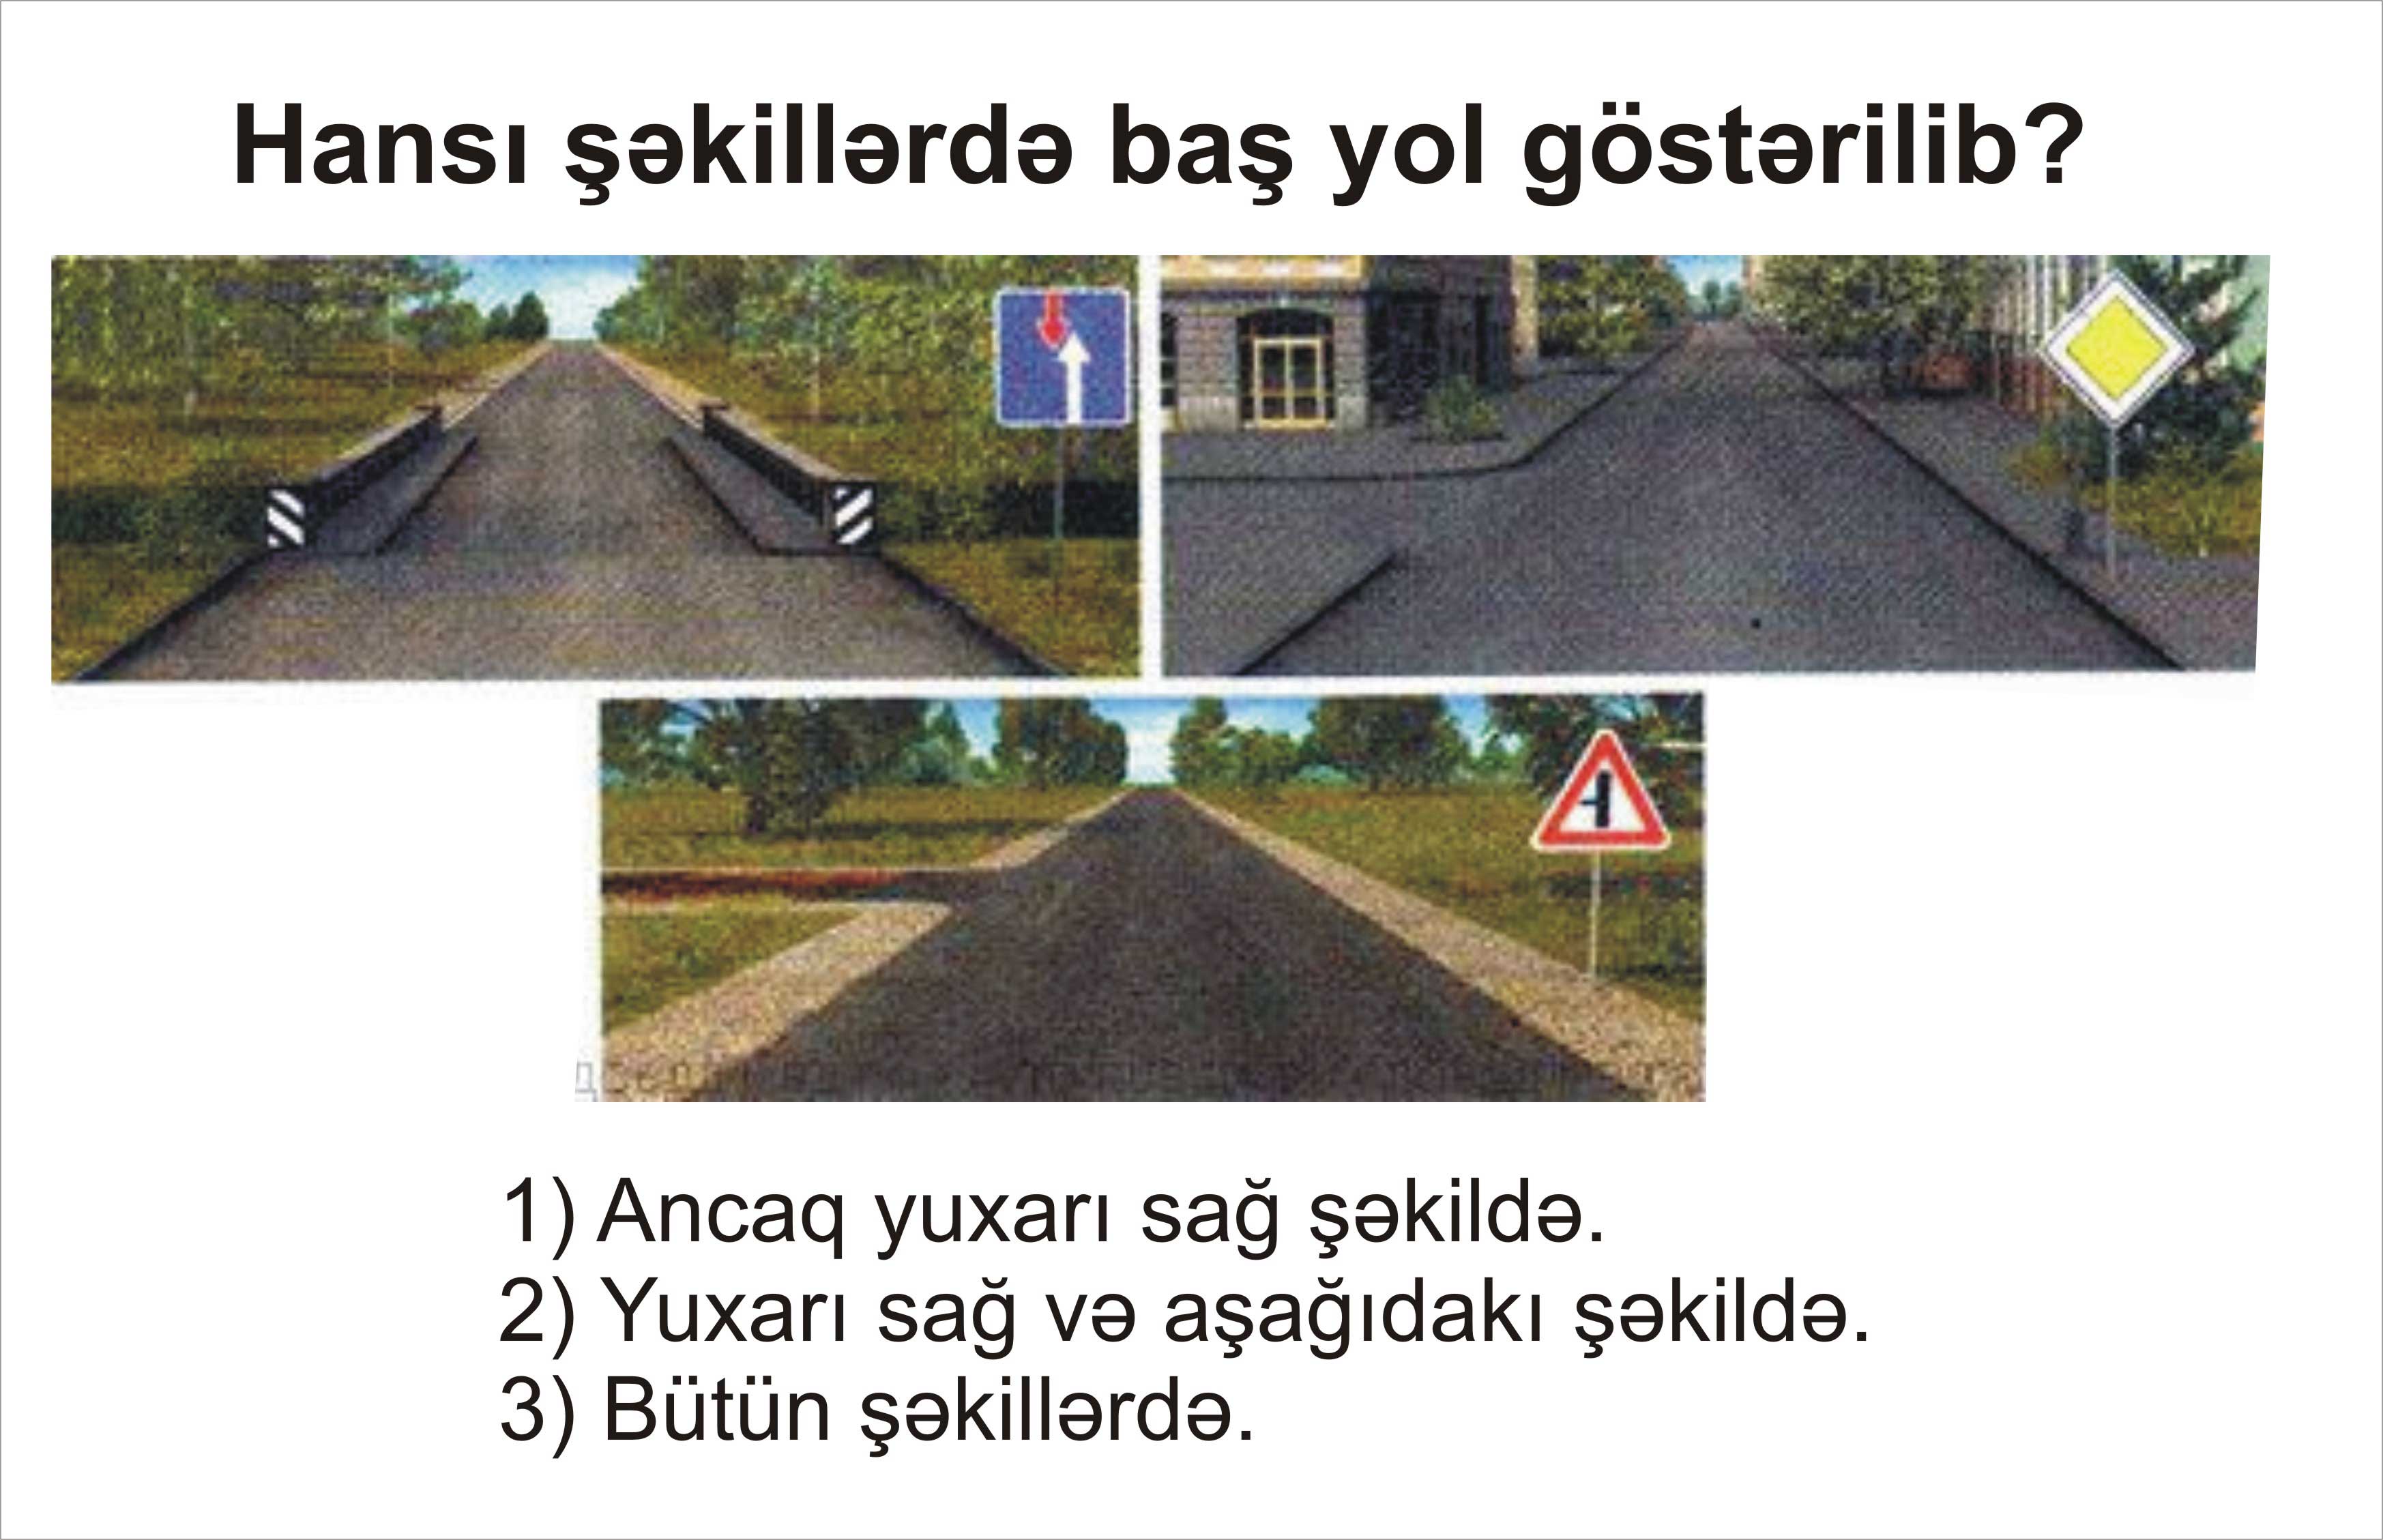 Hansı şəkillərdə baş yol göstərilib?
1) Ancaq yuxarı sağ şəkildə.
2) Yuxarı sağ və aşağıdakı şəkildə.
3) Bütün şəkillərdə.